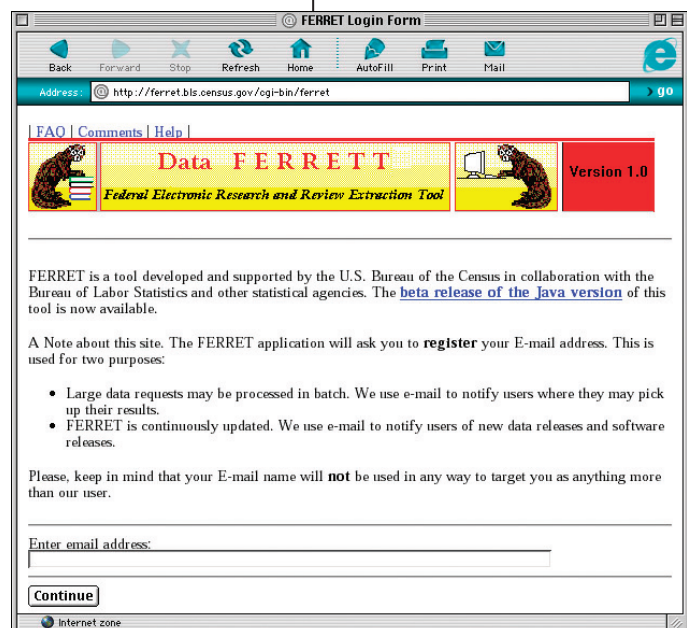 FERRET Login Form
Back Forward Stop Refresh Home AutoFill Print Mail
Address: http://ferret.bls.census.gov/cgi-bin/ferret go
| FAQ | Comments | Help |
Data FERRETT
Federal Electronic Research and Review Extraction Tool
Version 1.0
FERRET is a tool developed and supported by the U.S. Bureau of the Census in collaboration with the
Bureau of Labor Statistics and other statistical agencies. The beta release of the Java version of this
tool is now available.
A Note about this site. The FERRET application will ask you to register your E-mail address. This is
used for two purposes:
• Large data requests may be processed in batch. We use e-mail to notify users where they may pick
up their results.
• FERRET is continuously updated. We use e-mail to notify users of new data releases and software
releases.
Please, keep in mind that your E-mail name will not be used in any way to target you as anything more
than our user.
Enter email address:
Continue
Internet zone